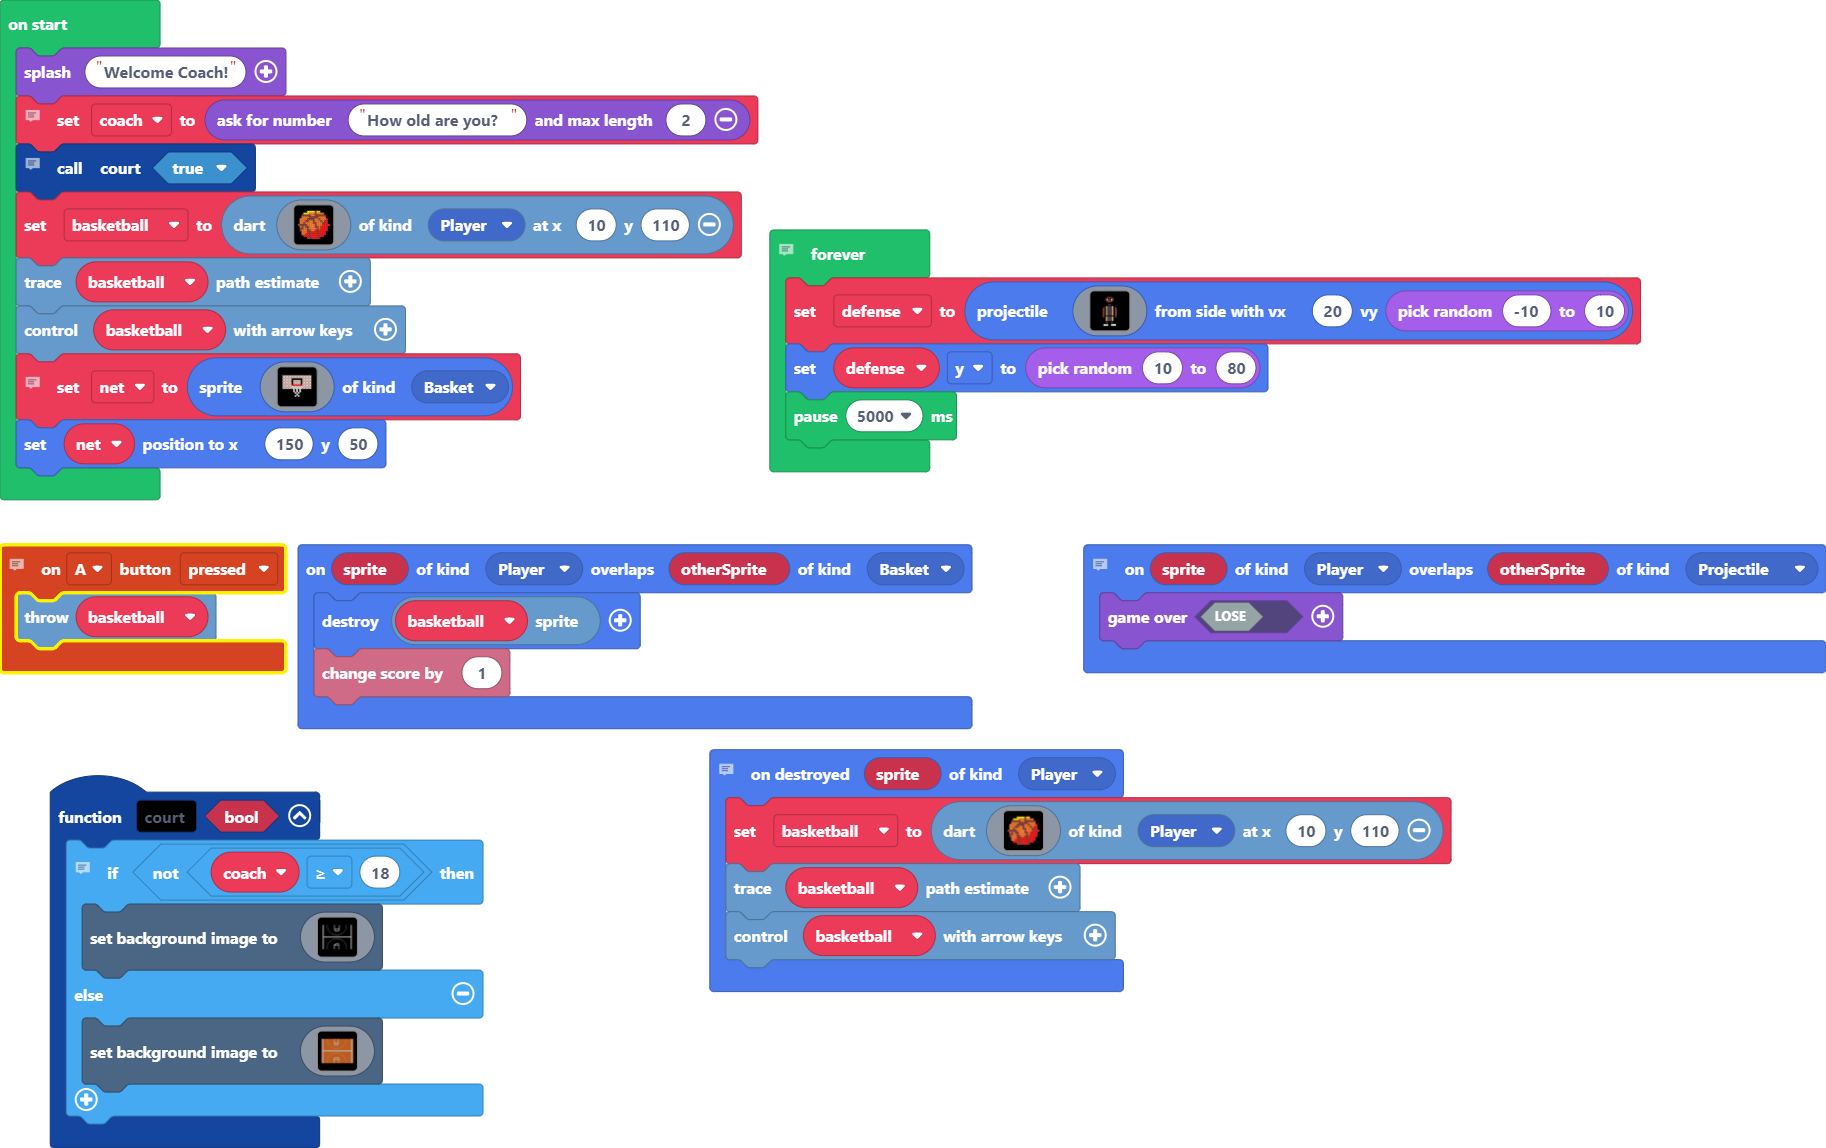 on start
splash "Welcome Coach!"
set coach to ask for number "How old are you? " and max length 2
call court true
set basketball to dart of kind Player at x 10 y 110
trace basketball path estimate
control basketball with arrow keys
set net to sprite of kind Basket
set net position to x 150 y 50
forever
set defense to projectile from side with vx 20 vy pick random -10 to 10
set defense y to pick random 10 to 80
pause 5000 ms
on A button pressed
throw basketball
on sprite of kind Player overlaps otherSprite of kind Basket
destroy basketball sprite
change score by 1
on sprite of kind Player overlaps otherSprite of kind Projectile
game over LOSE
function court bool
if not coach ≥ 18 then
set background image to
else
set background image to
on destroyed sprite of kind Player
set basketball to dart of kind Player at x 10 y 110
trace basketball path estimate
control basketball with arrow keys